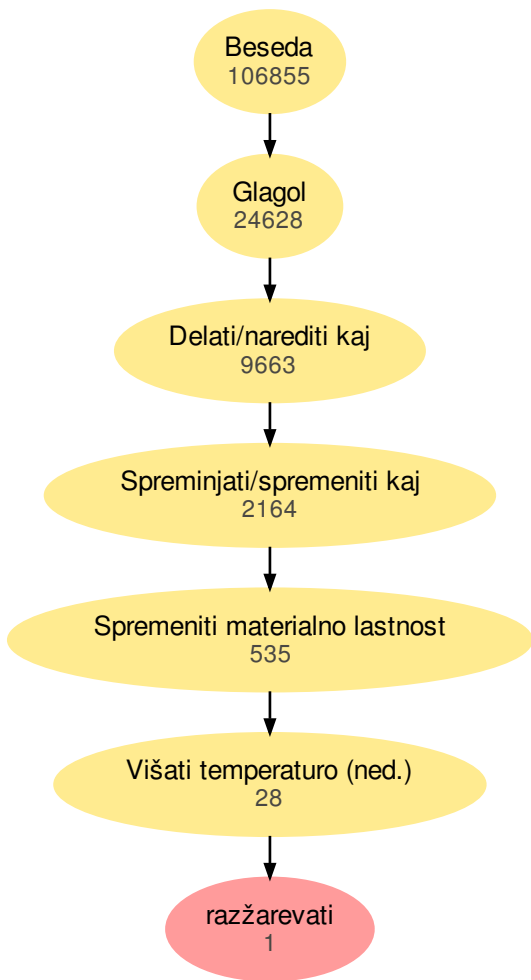 Beseda
106855
Glagol
24628
Delati/narediti kaj
9663
Spreminjati/spremeniti kaj
2164
Spremeniti materialno lastnost
535
Višati temperaturo (ned.)
28
razžarevati
1